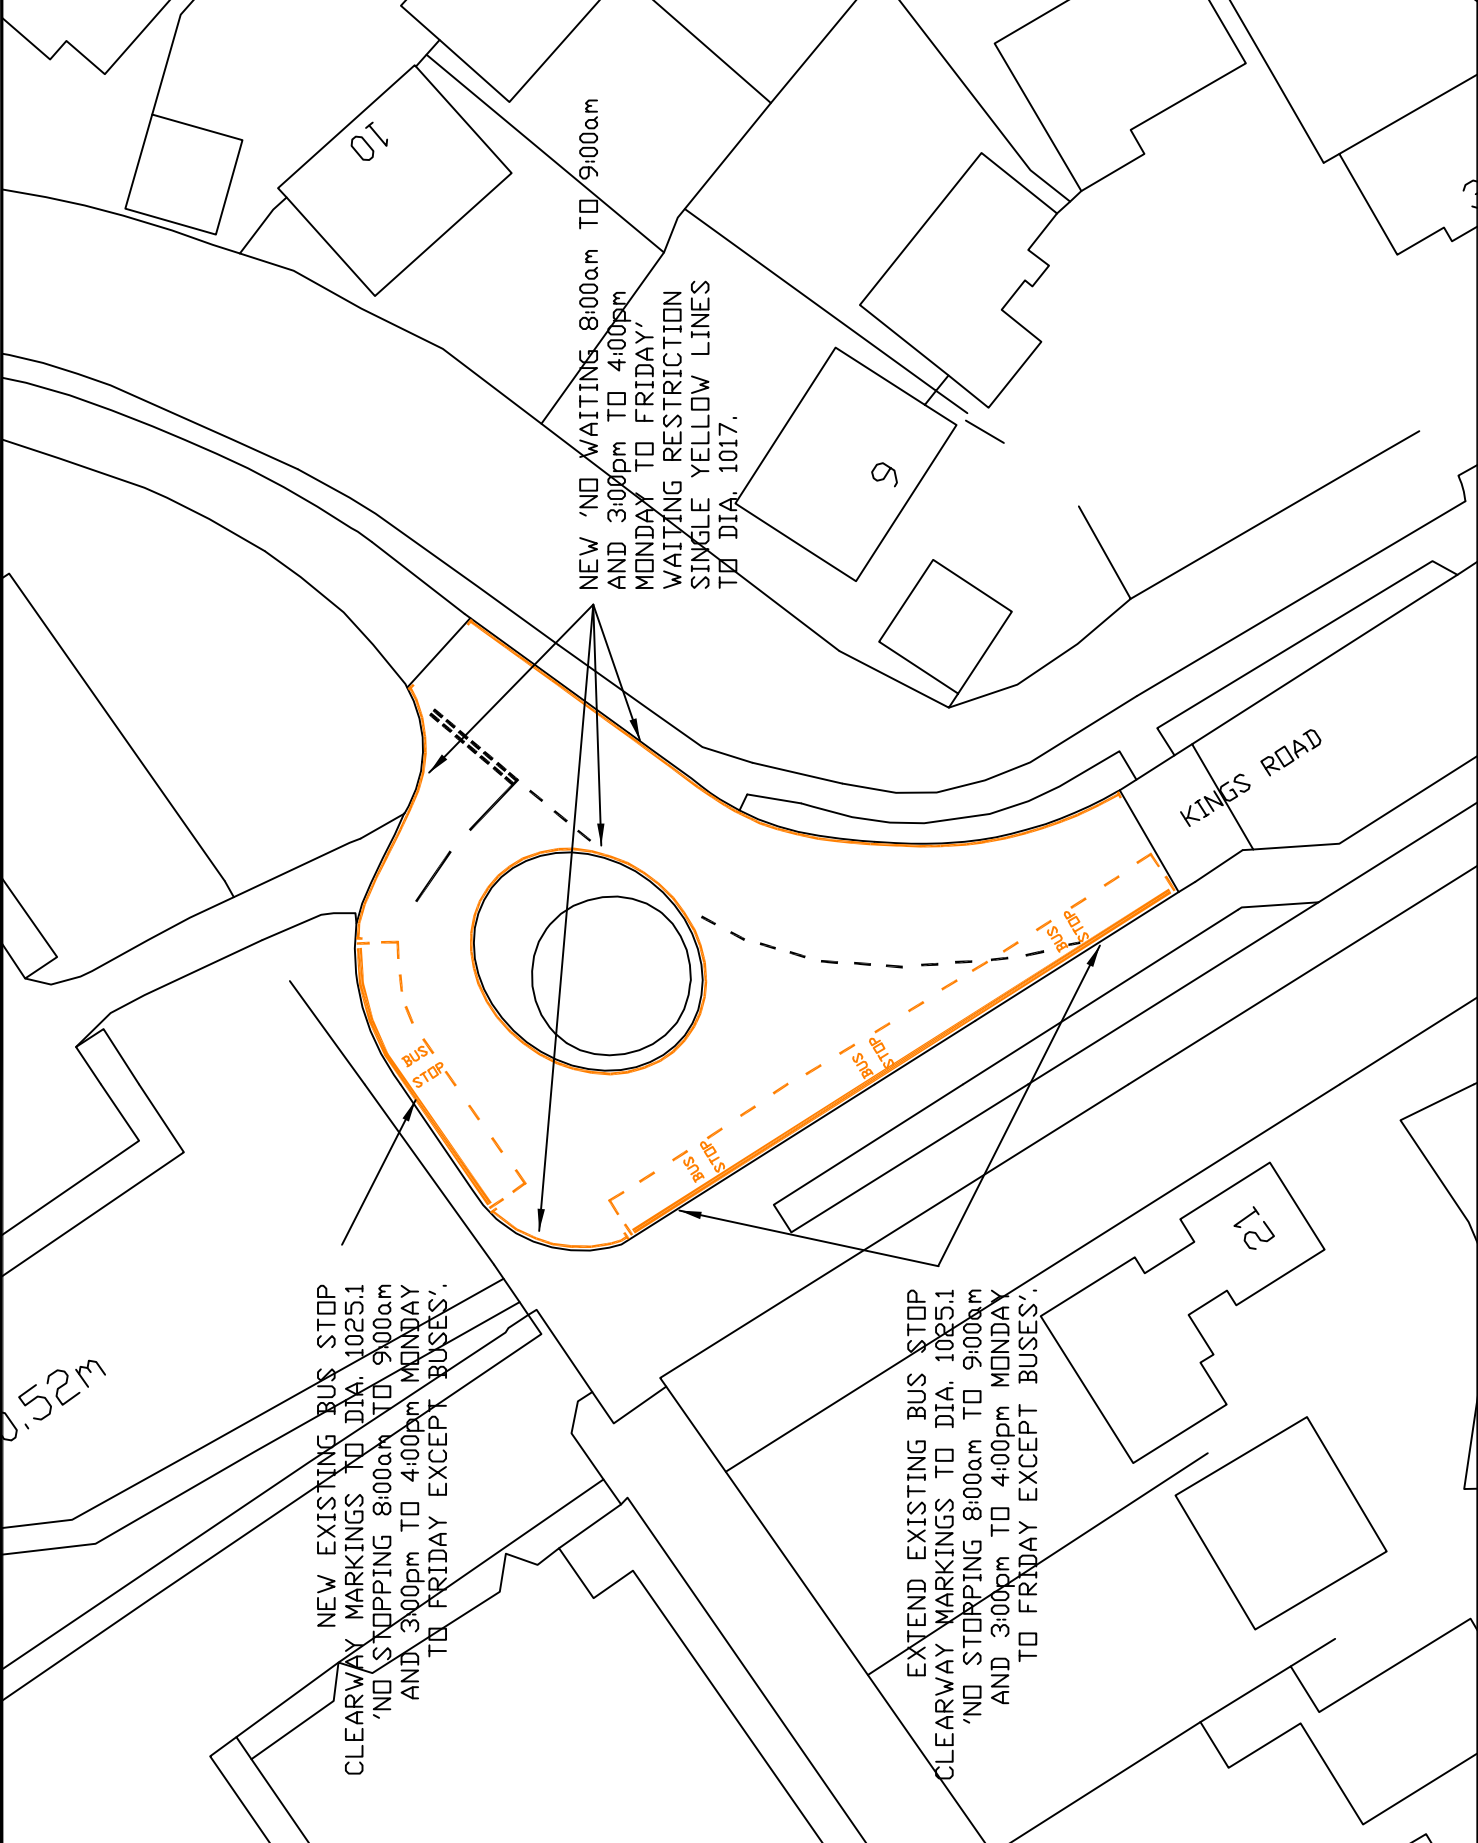 NEW 'NO WAITING 8:00am TO 9:00am
AND 3:00pm TO 4:00pm
MONDAY TO FRIDAY'
WAITING RESTRICTION
SINGLE YELLOW LINES
TO DIA. 1017.
NEW EXISTING BUS STOP
CLEARWAY MARKINGS TO DIA. 1025.1
'NO STOPPING 8:00am TO 9:00am
AND 3:00pm TO 4:00pm MONDAY
TO FRIDAY EXCEPT BUSES'.
EXTEND EXISTING BUS STOP
CLEARWAY MARKINGS TO DIA. 1025.1
'NO STOPPING 8:00am TO 9:00am
AND 3:00pm TO 4:00pm MONDAY
TO FRIDAY EXCEPT BUSES'.
KINGS ROAD
BUS
STOP
BUS
STOP
BUS
STOP
BUS
STOP
10
9
21
.52m